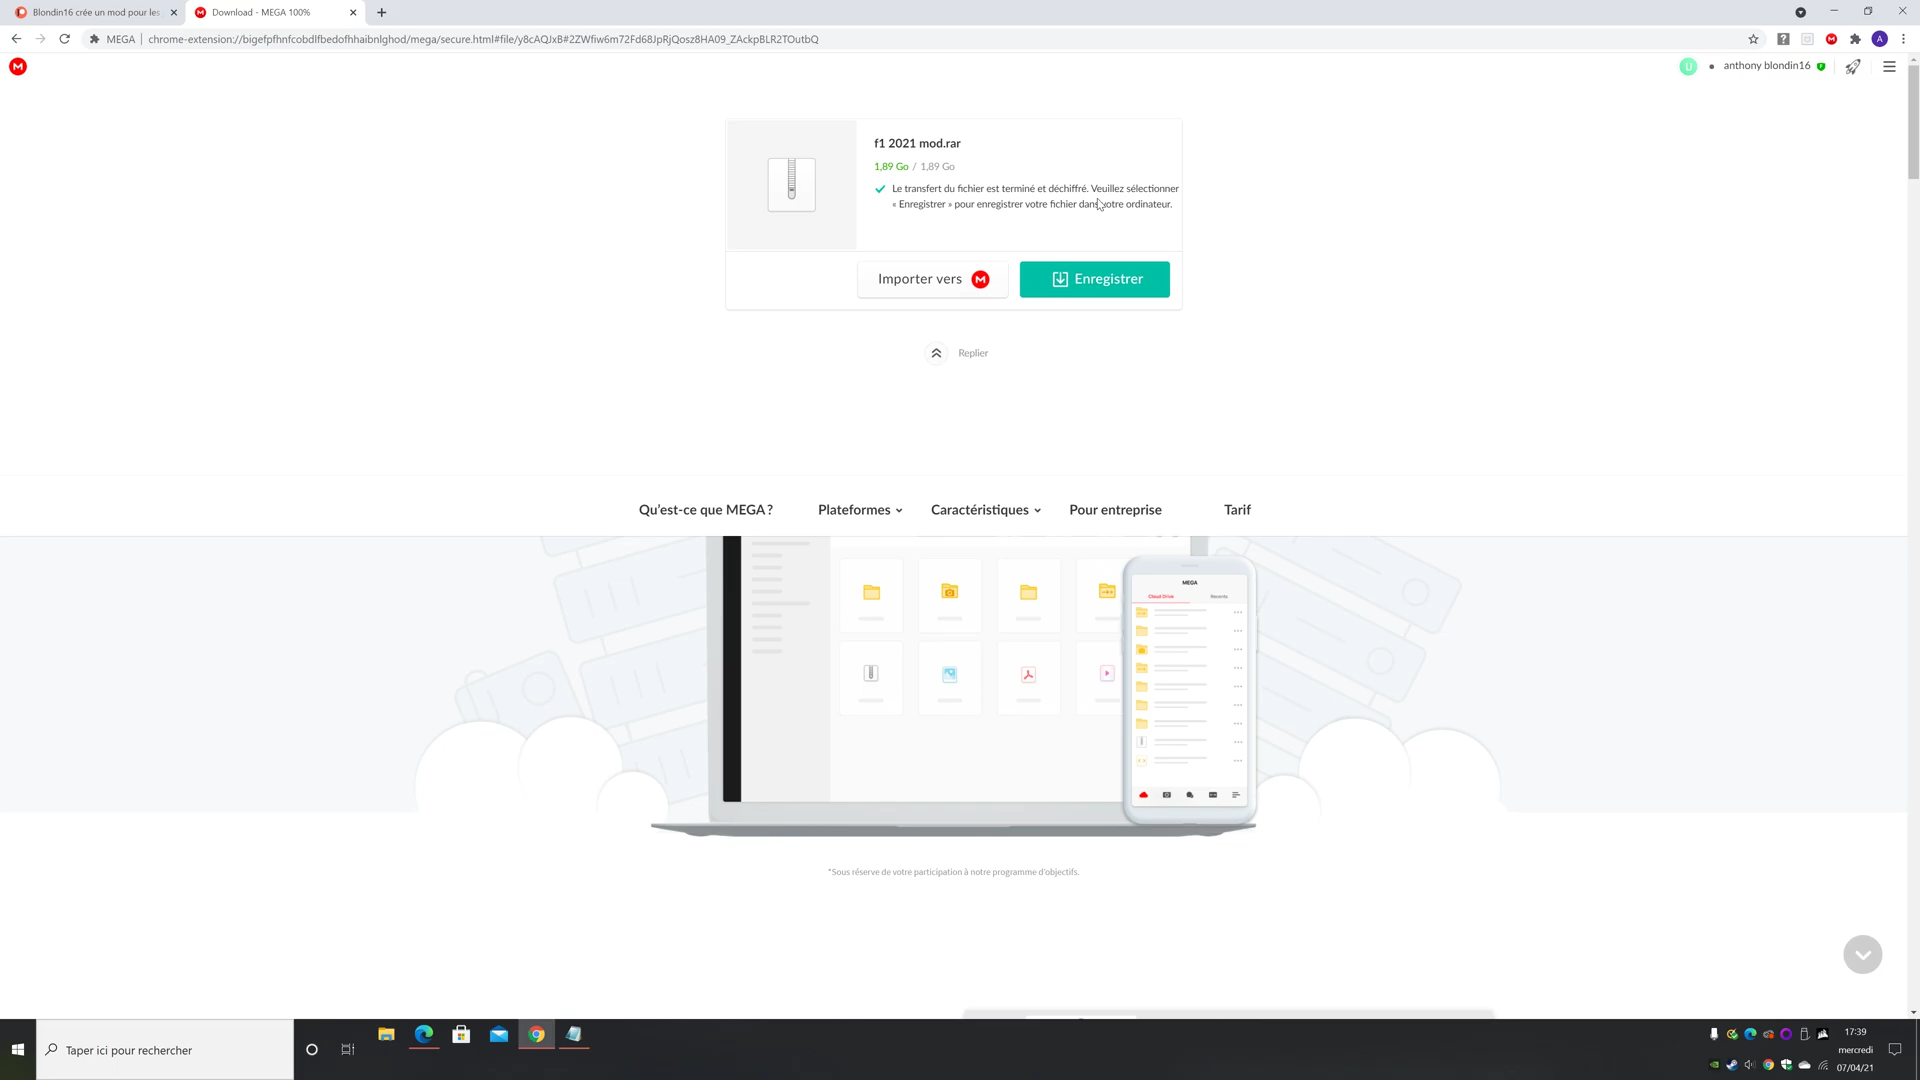 Blondin16 crée un mod pour les
Download - MEGA 100%
MEGA
chrome-extension://bigefpfhnfcobdlfbedofhhaibnlghod/mega/secure.html#file/y8cAQJxB#2ZWfiw6m72Fd68JpRjQosz8HA09_ZAckpBLR2TOutbQ
A
M
U
anthony blondin16
f1 2021 mod.rar
1,89 Go / 1,89 Go
Le transfert du fichier est terminé et déchiffré. Veuillez sélectionner
« Enregistrer » pour enregistrer votre fichier dans votre ordinateur.
Importer vers M
Enregistrer
Replier
Qu'est-ce que MEGA ?
Plateformes
Caractéristiques
Pour entreprise
Tarif
MEGA
Cloud Drive
Recents
*Sous réserve de votre participation à notre programme d'objectifs.
Taper ici pour rechercher
17:39
mercredi
07/04/21